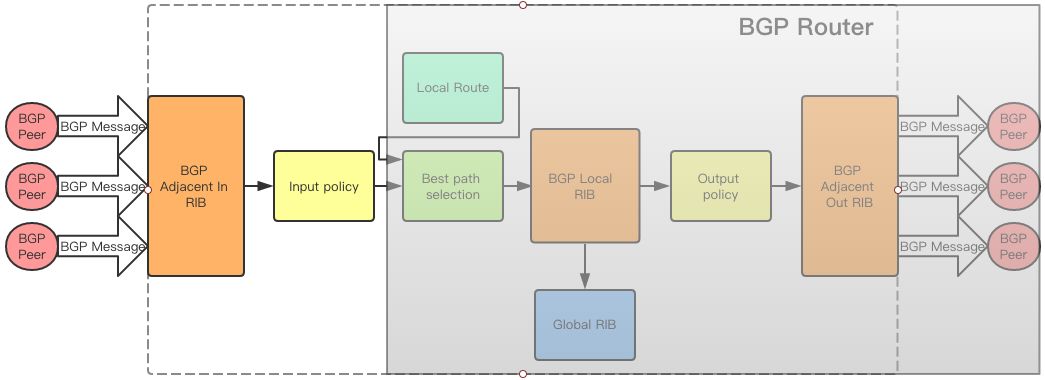 BGP Router
Local Route
BGP
Peer
BGP Message
BGP
Peer
BGP Message
BGP
Peer
BGP Message
BGP
Adjacent In
RIB
Input policy
Best path
selection
BGP Local
RIB
Output
policy
BGP
Adjacent
Out RIB
BGP Message
BGP
Peer
BGP Message
BGP
Peer
BGP Message
BGP
Peer
Global RIB